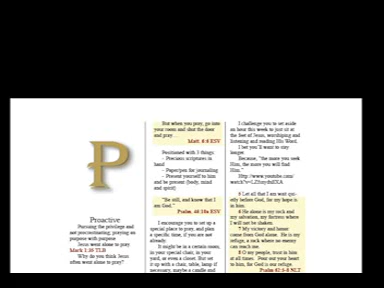 P
Proactive
Pursuing the privilege and
not procrastinating; praying on
purpose with purpose
Jesus went alone to pray
Mark 1:35 TLB
Why do you think Jesus
often went alone to pray?
But when you pray, go into
your room and shut the door
and pray…
Matt. 6:6 ESV
Positioned with 3 things:
- Precious scriptures in
hand
- Paper/pen for journaling
- Present yourself to him
and be present (body, mind
and spirit)
"Be still, and know that I
am God."
Psalm, 46:10a ESV
I encourage you to set up a
special place to pray, and plan
a specific time, if you are not
already.
It might be in a certain room,
in your special chair, in your
yard, or even a closet. But set
it up with a chair, table, lamp if
necessary, maybe a candle and
I challenge you to set aside
an hour this week to just sit at
the feet of Jesus, worshiping and
listening and reading His Word.
I bet you'll want to stay
longer.
Because, "the more you seek
Him, the more you will find
Him."
6 Let all that I am wait qui-
etly before God, for my hope is
in him.
6 He alone is my rock and
my salvation, my fortress where
I will not be shaken.
7 My victory and honor
come from God alone. He is my
refuge, a rock where no enemy
can reach me.
8 O my people, trust in him
at all times. Pour out your heart
to him, for God is our refuge.
Psalm 62:5-8 NLT